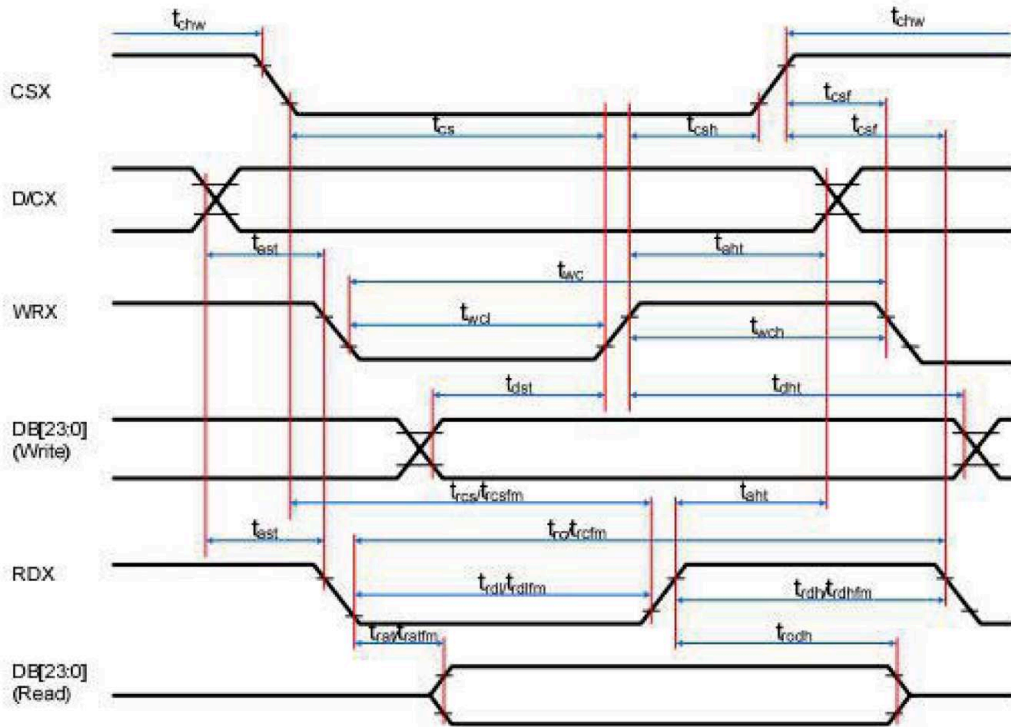 tchw tchw
CSX
tcsf
tcs tcsh tcsf
D/CX
tast taht
twc
WRX
twcl twch
tdst tdht
DB[23:0]
(Write)
trcs/trcsfm taht
tast trc/trcfm
RDX
trdl/trdlfm trdh/trdhfm
trat/tratfm trodh
DB[23:0]
(Read)